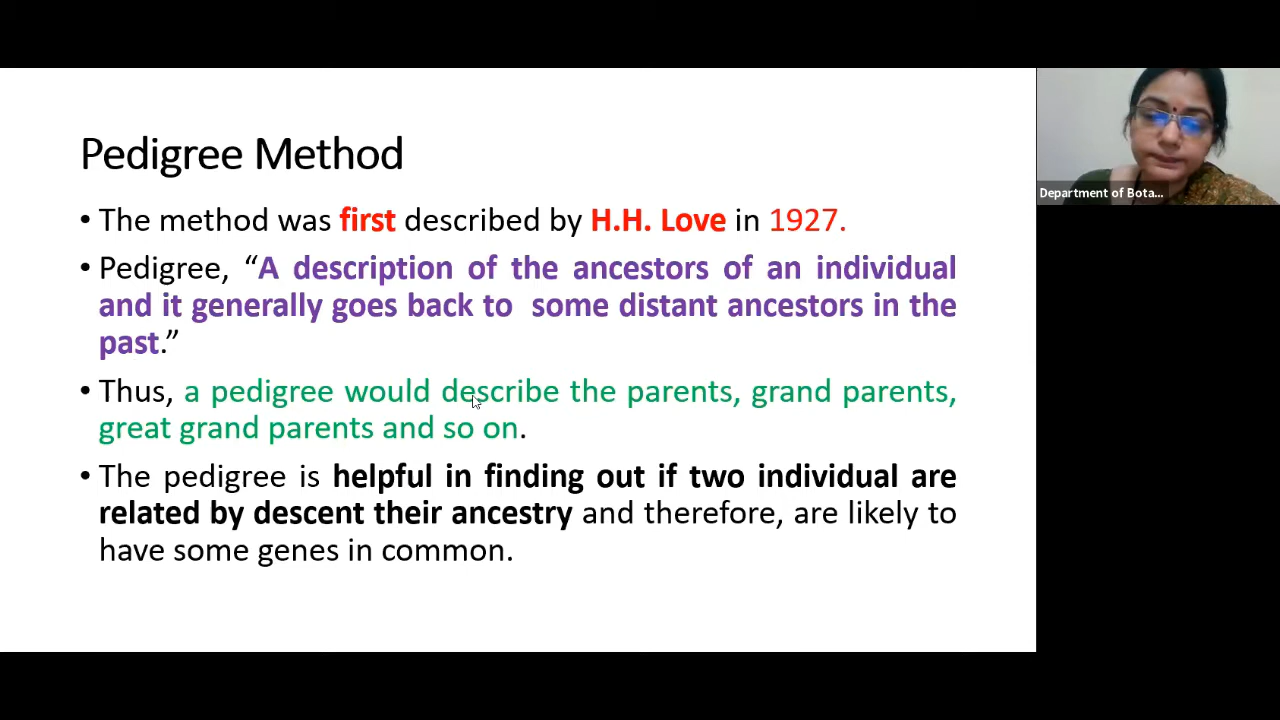 Pedigree Method
• The method was first described by H.H. Love in 1927.
• Pedigree, “A description of the ancestors of an individual
and it generally goes back to some distant ancestors in the
past.”
• Thus, a pedigree would describe the parents, grand parents,
great grand parents and so on.
• The pedigree is helpful in finding out if two individual are
related by descent their ancestry and therefore, are likely to
have some genes in common.
Department of Bota...